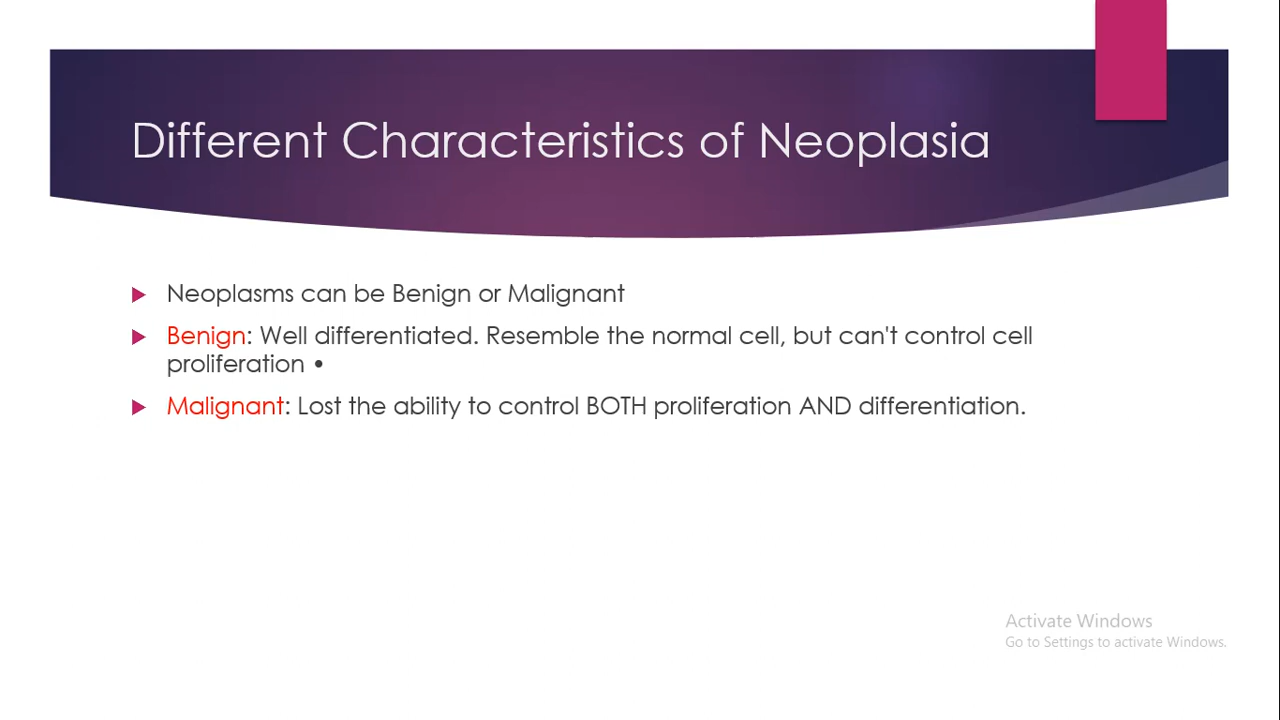 Different Characteristics of Neoplasia
Neoplasms can be Benign or Malignant
Benign: Well differentiated. Resemble the normal cell, but can't control cell
proliferation •
Malignant: Lost the ability to control BOTH proliferation AND differentiation.
Activate Windows
Go to Settings to activate Windows.